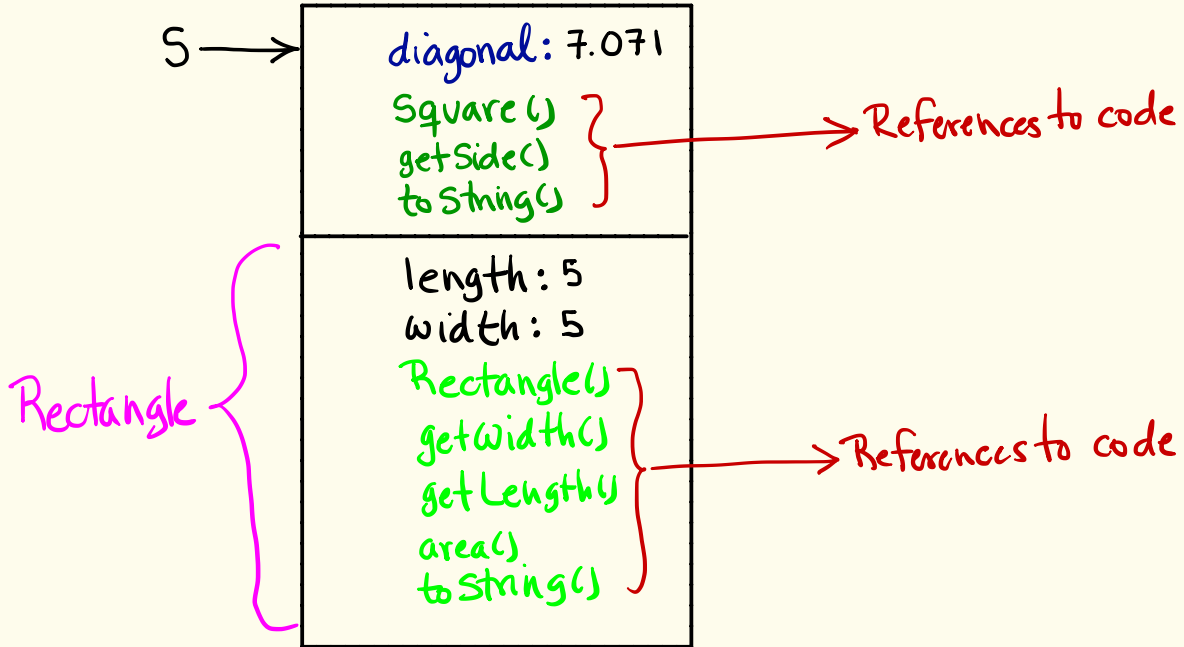 S
diagonal: 7.071
Square()
getSide()
toString()
References to code
length: 5
width: 5
Rectangle()
getWidth()
getLength()
area()
toString()
Rectangle
References to code